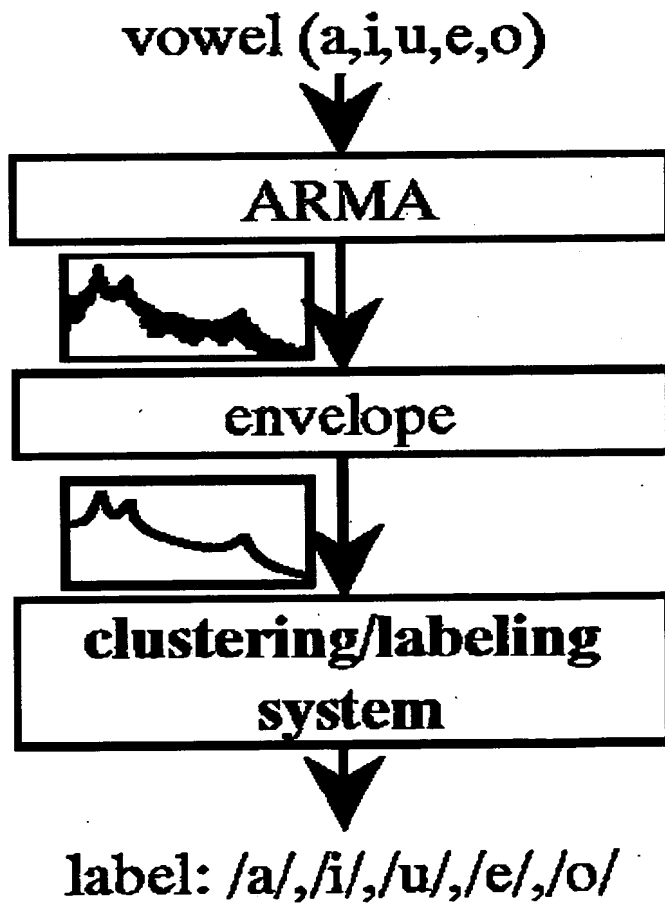 vowel (a,i,u,e,o)
ARMA
envelope
clustering/labeling
system
label: /a/,/i/,/u/,/e/,/o/